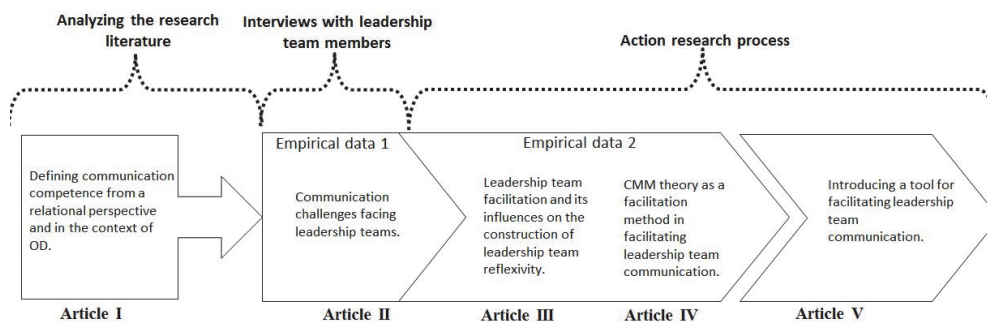 Analyzing the research
literature
Interviews with leadership
team members
Action research process
Defining communication
competence from a
relational perspective
and in the context of
OD.
Empirical data 1
Communication
challenges facing
leadership teams.
Empirical data 2
Leadership team
facilitation and its
influences on the
construction of
leadership team
reflexivity.
CMM theory as a
facilitation
method in
facilitating
leadership team
communication.
Introducing a tool for
facilitating leadership
team
communication.
Article I
Article II
Article III
Article IV
Article V